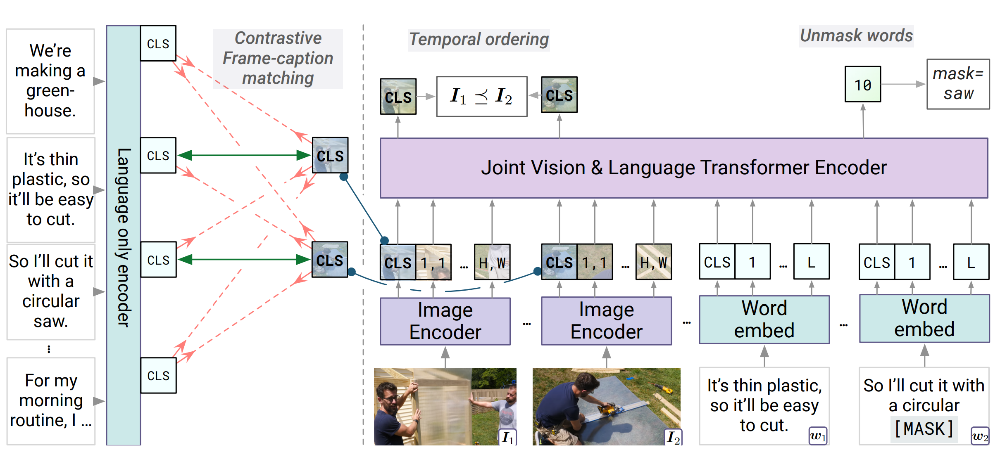 We’re
making a
green-
house.
It’s thin
plastic, so
it’ll be easy
to cut.
So I’ll cut it
with a
circular
saw.
⋮
For my
morning
routine, I ...
Language only encoder
CLS
CLS
CLS
CLS
Contrastive
Frame-caption
matching
CLS
CLS
Temporal ordering
CLS
I₁ ⪯ I₂
CLS
Unmask words
10
mask=
saw
Joint Vision & Language Transformer Encoder
CLS 1,1 ... H,W
CLS 1,1 ... H,W
CLS 1 ... L
CLS 1 ... L
Image
Encoder
...
Image
Encoder
...
Word
embed
...
Word
embed
I₁
I₂
It’s thin plastic,
so it’ll be easy
to cut.
w₁
So I’ll cut it with
a circular
[MASK]
w₂